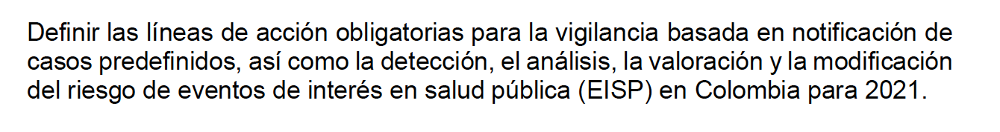 Definir las líneas de acción obligatorias para la vigilancia basada en notificación de
casos predefinidos, así como la detección, el análisis, la valoración y la modificación
del riesgo de eventos de interés en salud pública (EISP) en Colombia para 2021.